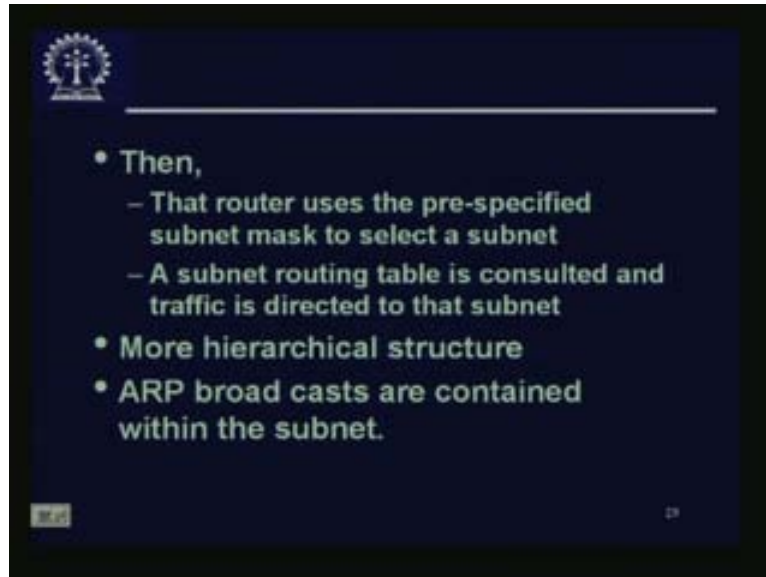 • Then,
– That router uses the pre-specified
subnet mask to select a subnet
– A subnet routing table is consulted and
traffic is directed to that subnet
• More hierarchical structure
• ARP broad casts are contained
within the subnet.